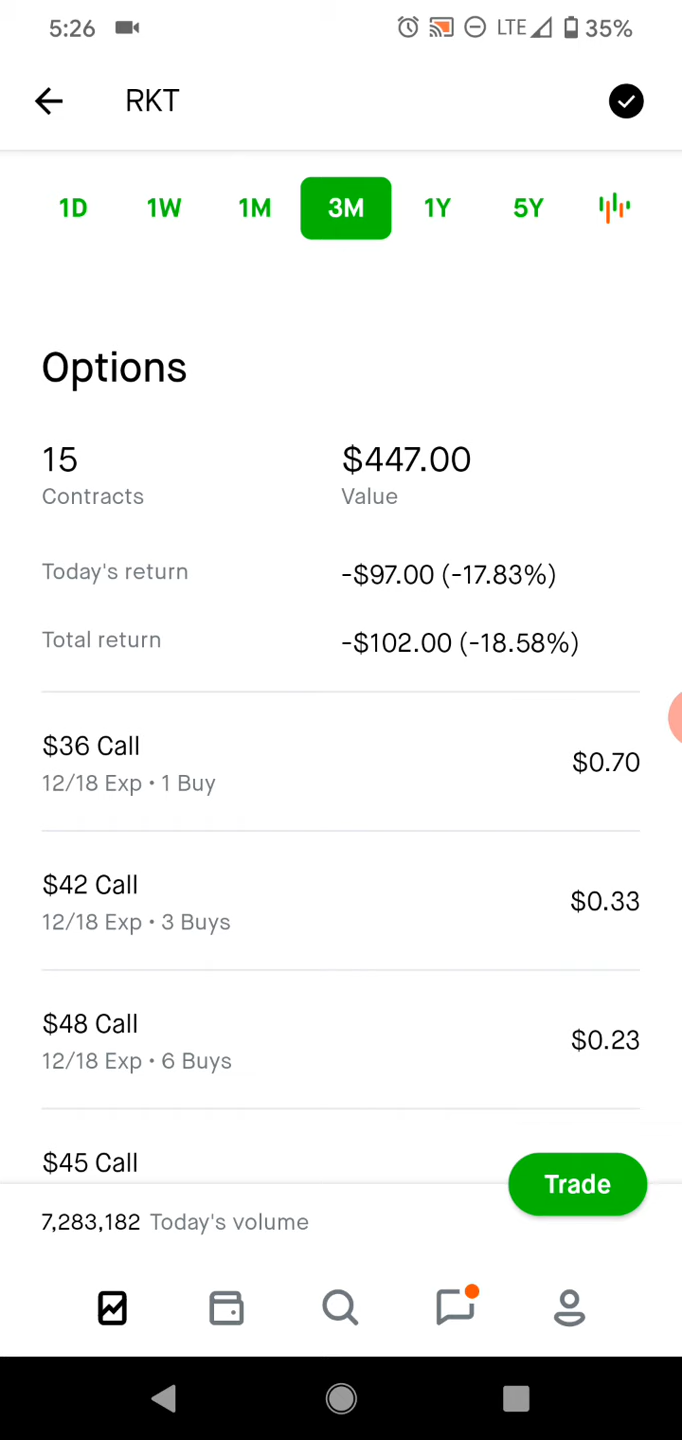 5:26 LTE 35%
RKT
1D 1W 1M 3M 1Y 5Y
Options
15 $447.00
Contracts Value
Today's return -$97.00 (-17.83%)
Total return -$102.00 (-18.58%)
$36 Call
12/18 Exp • 1 Buy $0.70
$42 Call
12/18 Exp • 3 Buys $0.33
$48 Call
12/18 Exp • 6 Buys $0.23
$45 Call
Trade
7,283,182 Today's volume